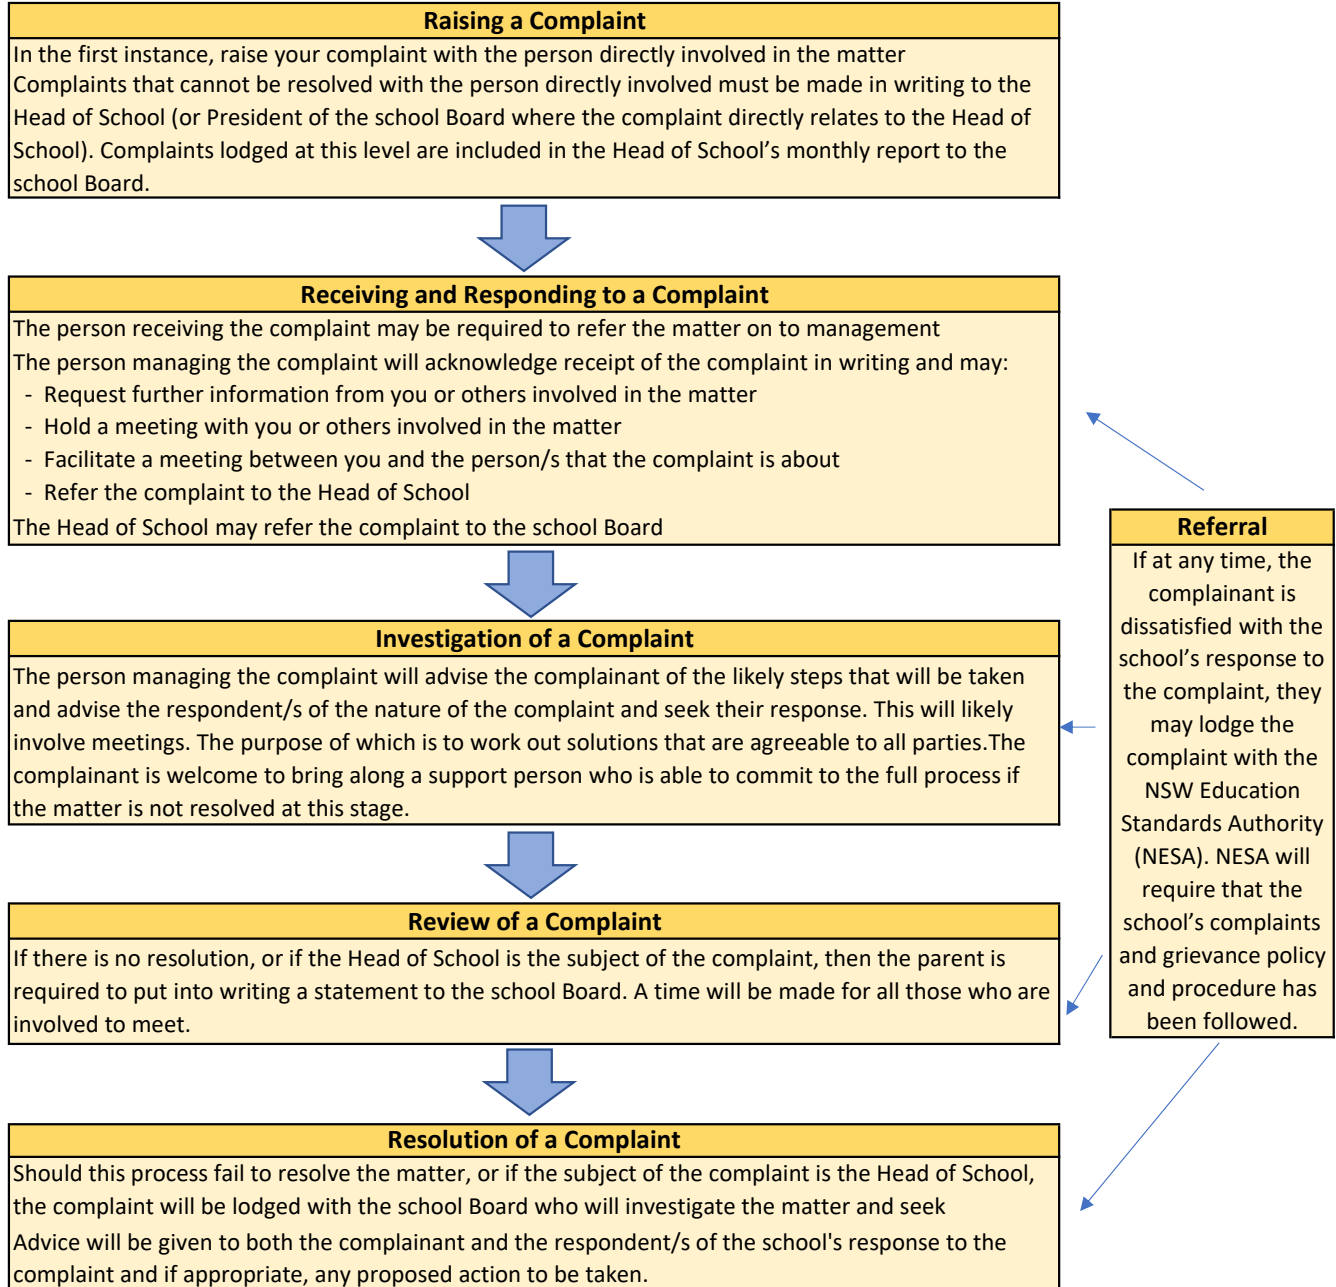 Raising a Complaint
In the first instance, raise your complaint with the person directly involved in the matter
Complaints that cannot be resolved with the person directly involved must be made in writing to the
Head of School (or President of the school Board where the complaint directly relates to the Head of
School). Complaints lodged at this level are included in the Head of School’s monthly report to the
school Board.
Receiving and Responding to a Complaint
The person receiving the complaint may be required to refer the matter on to management
The person managing the complaint will acknowledge receipt of the complaint in writing and may:
- Request further information from you or others involved in the matter
- Hold a meeting with you or others involved in the matter
- Facilitate a meeting between you and the person/s that the complaint is about
- Refer the complaint to the Head of School
The Head of School may refer the complaint to the school Board
Investigation of a Complaint
The person managing the complaint will advise the complainant of the likely steps that will be taken
and advise the respondent/s of the nature of the complaint and seek their response. This will likely
involve meetings. The purpose of which is to work out solutions that are agreeable to all parties.The
complainant is welcome to bring along a support person who is able to commit to the full process if
the matter is not resolved at this stage.
Review of a Complaint
If there is no resolution, or if the Head of School is the subject of the complaint, then the parent is
required to put into writing a statement to the school Board. A time will be made for all those who are
involved to meet.
Resolution of a Complaint
Should this process fail to resolve the matter, or if the subject of the complaint is the Head of School,
the complaint will be lodged with the school Board who will investigate the matter and seek
Advice will be given to both the complainant and the respondent/s of the school's response to the
complaint and if appropriate, any proposed action to be taken.
Referral
If at any time, the
complainant is
dissatisfied with the
school’s response to
the complaint, they
may lodge the
complaint with the
NSW Education
Standards Authority
(NESA). NESA will
require that the
school’s complaints
and grievance policy
and procedure has
been followed.